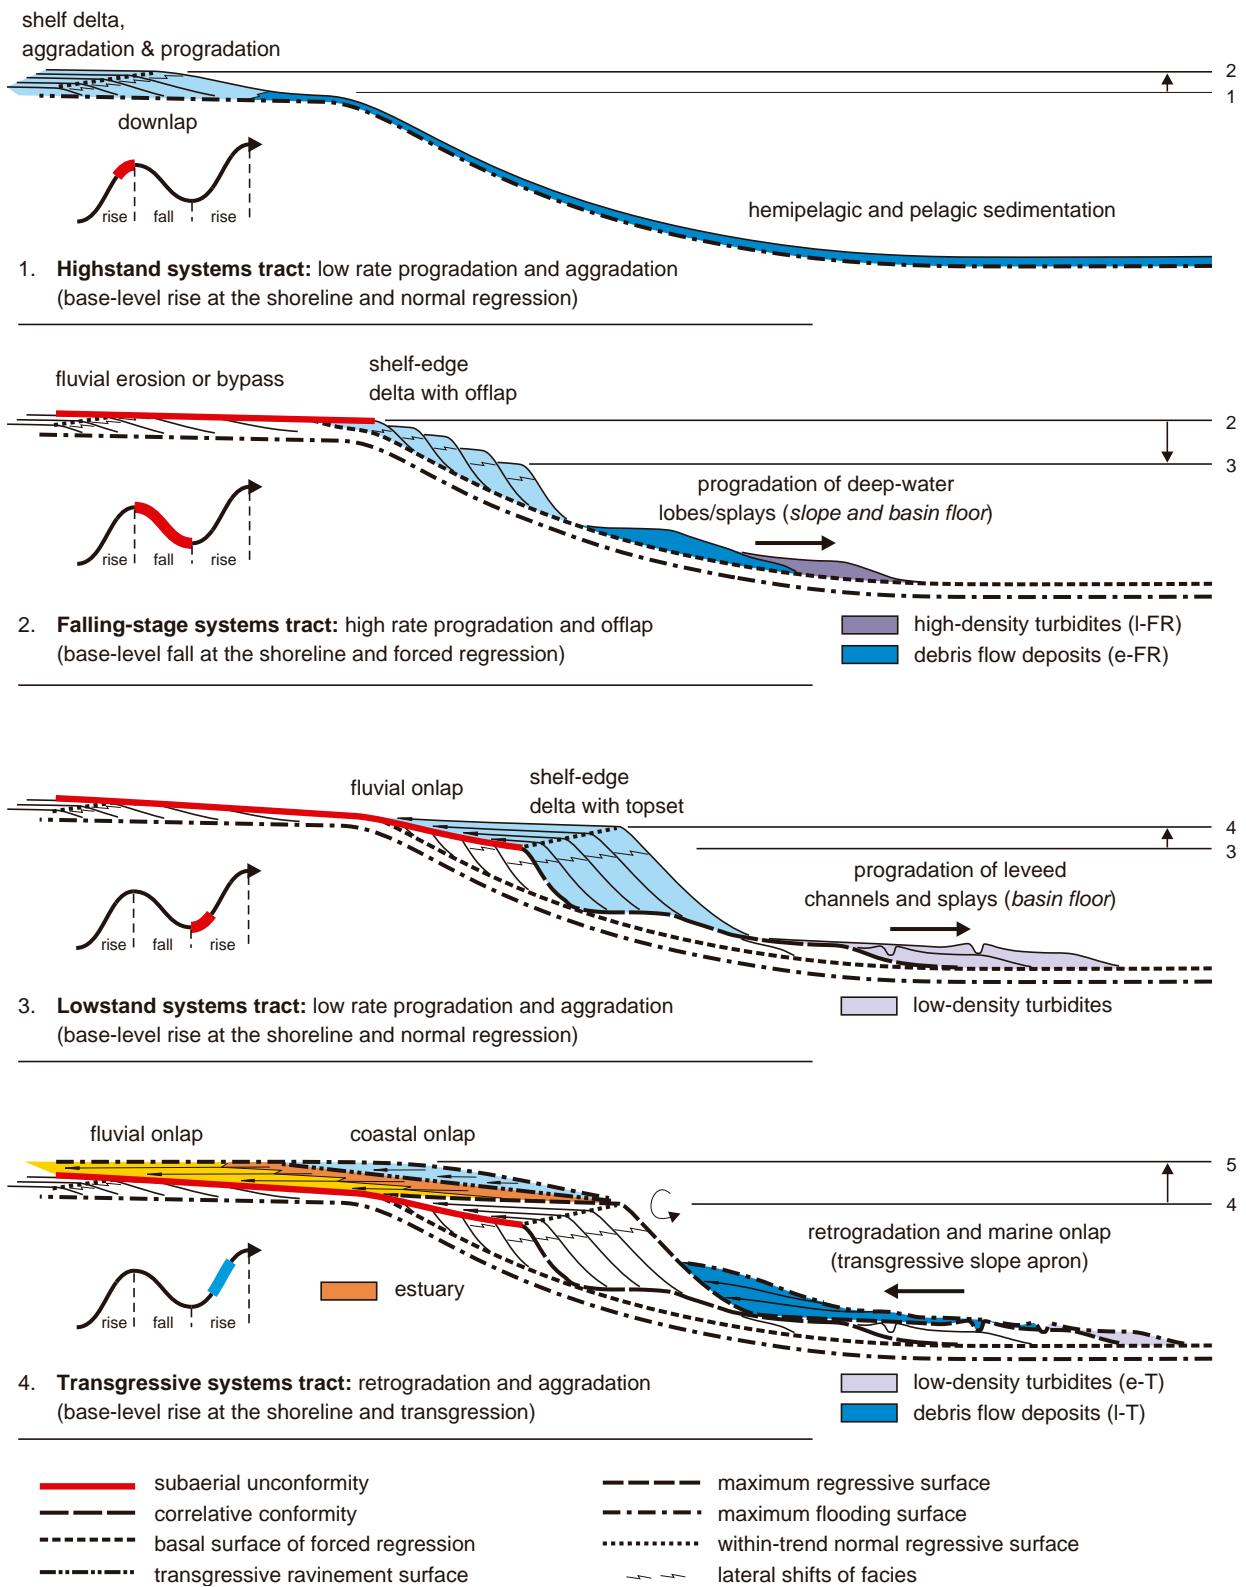 shelf delta,
aggradation & progradation
2
1
downlap
rise fall rise
hemipelagic and pelagic sedimentation
1. Highstand systems tract: low rate progradation and aggradation
(base-level rise at the shoreline and normal regression)
fluvial erosion or bypass
shelf-edge
delta with offlap
2
3
progradation of deep-water
lobes/splays (slope and basin floor)
rise fall rise
2. Falling-stage systems tract: high rate progradation and offlap
(base-level fall at the shoreline and forced regression)
high-density turbidites (l-FR)
debris flow deposits (e-FR)
fluvial onlap
shelf-edge
delta with topset
4
3
progradation of leveed
channels and splays (basin floor)
rise fall rise
3. Lowstand systems tract: low rate progradation and aggradation
(base-level rise at the shoreline and normal regression)
low-density turbidites
fluvial onlap
coastal onlap
5
4
retrogradation and marine onlap
(transgressive slope apron)
estuary
rise fall rise
4. Transgressive systems tract: retrogradation and aggradation
(base-level rise at the shoreline and transgression)
low-density turbidites (e-T)
debris flow deposits (l-T)
subaerial unconformity
correlative conformity
basal surface of forced regression
transgressive ravinement surface
maximum regressive surface
maximum flooding surface
within-trend normal regressive surface
lateral shifts of facies